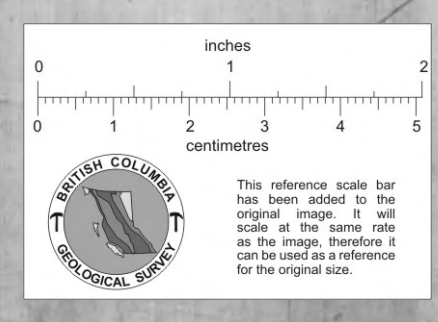 inches
0 1 2
0 1 2 3 4 5
centimetres
BRITISH COLUMBIA
GEOLOGICAL SURVEY
This reference scale bar
has been added to the
original image. It will
scale at the same rate
as the image, therefore it
can be used as a reference
for the original size.